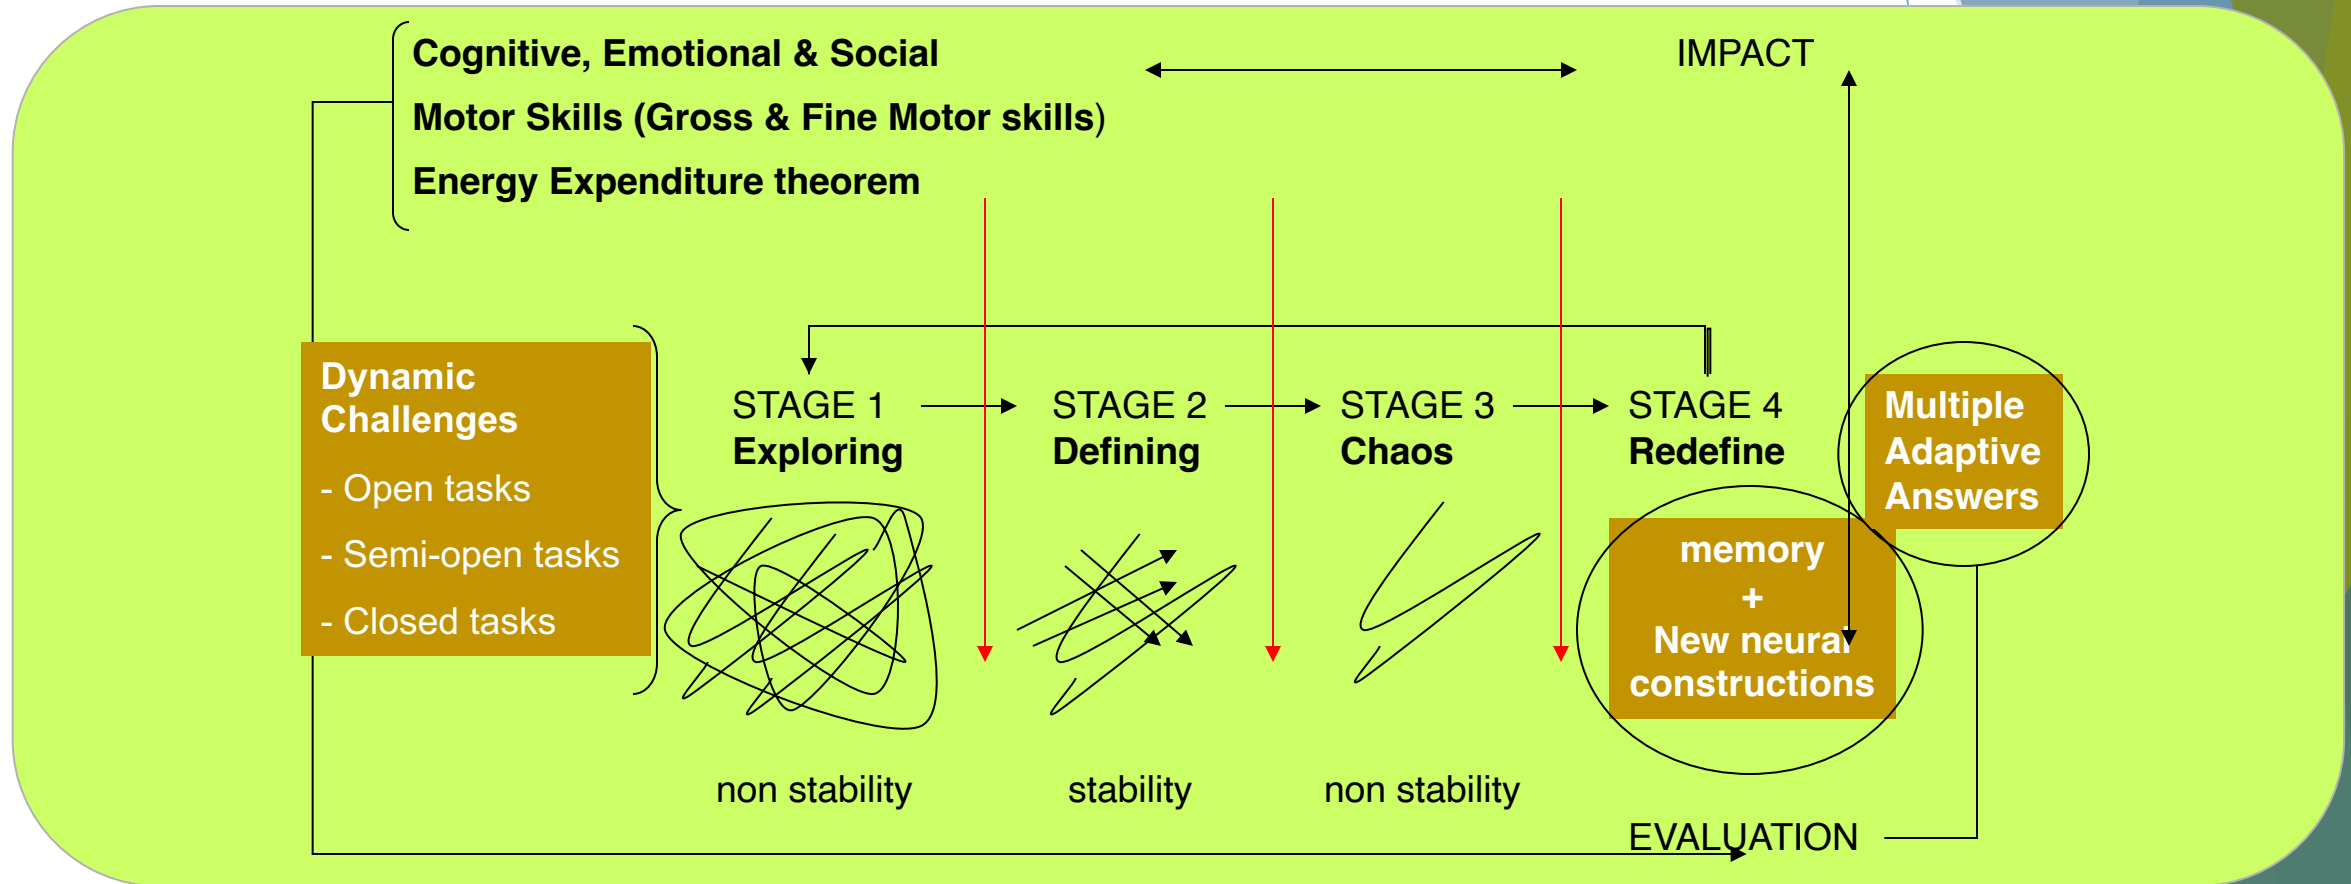 Cognitive, Emotional & Social
IMPACT
Motor Skills (Gross & Fine Motor skills)
Energy Expenditure theorem
Dynamic
Challenges
- Open tasks
- Semi-open tasks
- Closed tasks
STAGE 1
Exploring
STAGE 2
Defining
STAGE 3
Chaos
STAGE 4
Redefine
Multiple
Adaptive
Answers
memory
+
New neural
constructions
non stability
stability
non stability
EVALUATION